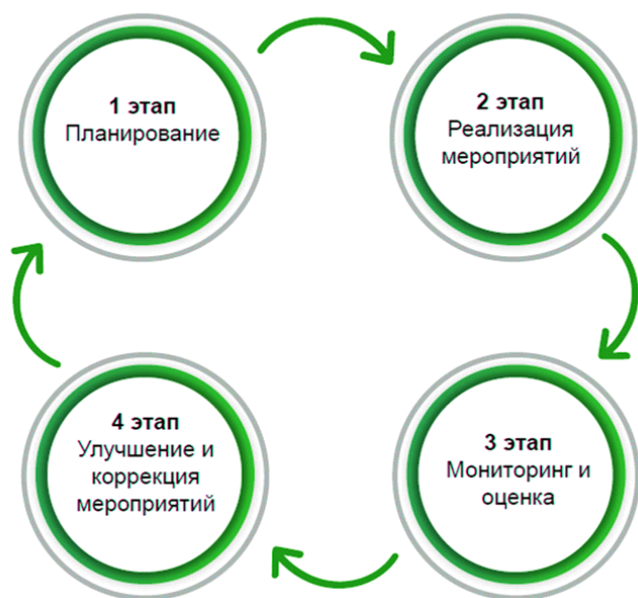 1 этап
Планирование
2 этап
Реализация
мероприятий
3 этап
Мониторинг и
оценка
4 этап
Улучшение и
коррекция
мероприятий